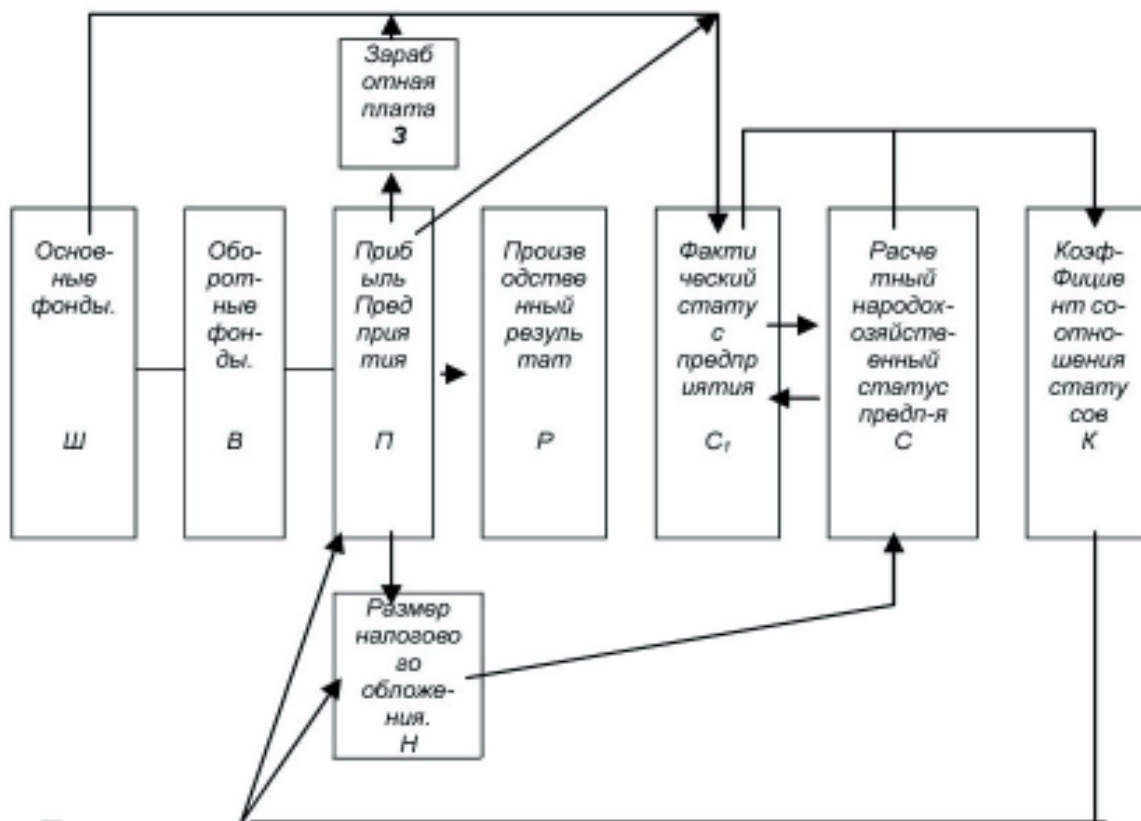 Зараб
отная
плата
З
Основ-
ные
фонды.
Ш
Обо-
рот-
ные
фон-
ды.
В
Приб
ыль
Пред
прия
тия
П
Произв
одстве
нный
резуль
тат
Р
Факти
ческий
стату
с
предпр
иятия
С₁
Расче
тный
народох-
озяйств-
енный
статус
предп-я
С
Коэф-
Фицие
нт со-
отно-
шения
стату
сов
К
Размер
налогово
го
обложе-
ния.
Н